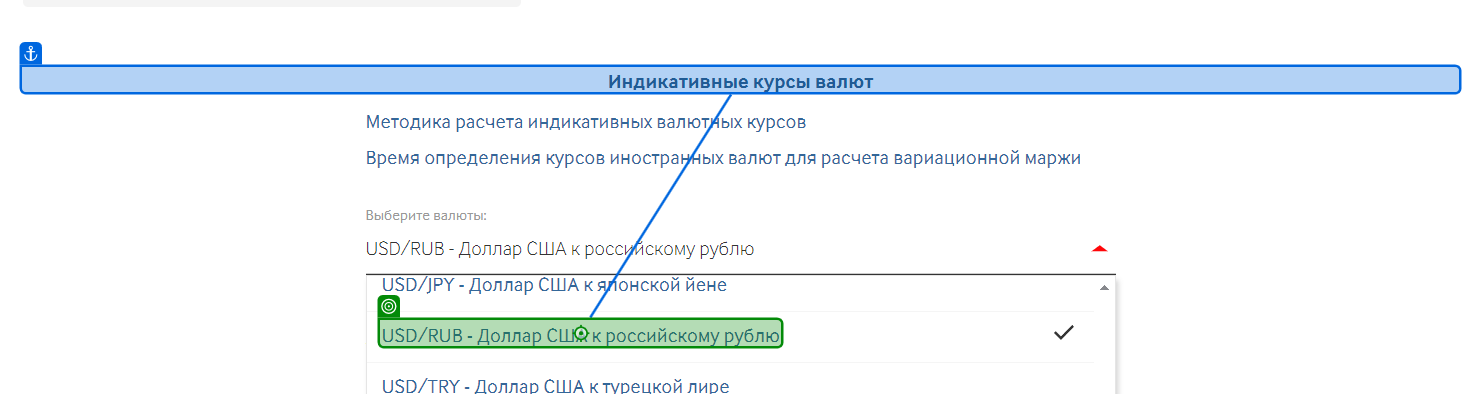 Индикативные курсы валют
Методика расчета индикативных валютных курсов
Время определения курсов иностранных валют для расчета вариационной маржи
Выберите валюты:
USD/RUB - Доллар США к российскому рублю
USD/JPY - Доллар США к японской йене
USD/RUB - Доллар США к российскому рублю
USD/TRY - Доллар США к турецкой лире